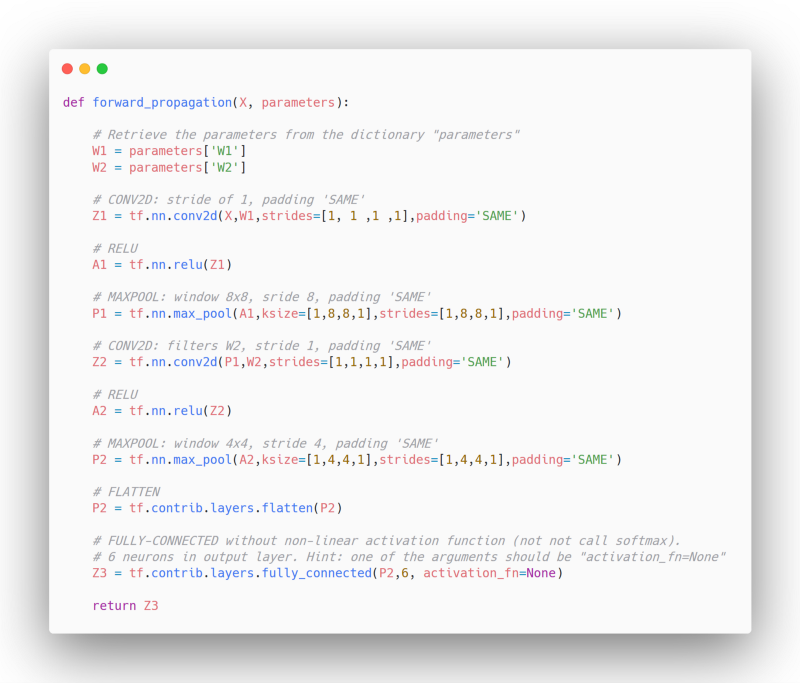 def forward_propagation(X, parameters):
# Retrieve the parameters from the dictionary "parameters"
W1 = parameters['W1']
W2 = parameters['W2']
# CONV2D: stride of 1, padding 'SAME'
Z1 = tf.nn.conv2d(X,W1,strides=[1, 1 ,1 ,1],padding='SAME')
# RELU
A1 = tf.nn.relu(Z1)
# MAXPOOL: window 8x8, sride 8, padding 'SAME'
P1 = tf.nn.max_pool(A1,ksize=[1,8,8,1],strides=[1,8,8,1],padding='SAME')
# CONV2D: filters W2, stride 1, padding 'SAME'
Z2 = tf.nn.conv2d(P1,W2,strides=[1,1,1,1],padding='SAME')
# RELU
A2 = tf.nn.relu(Z2)
# MAXPOOL: window 4x4, stride 4, padding 'SAME'
P2 = tf.nn.max_pool(A2,ksize=[1,4,4,1],strides=[1,4,4,1],padding='SAME')
# FLATTEN
P2 = tf.contrib.layers.flatten(P2)
# FULLY-CONNECTED without non-linear activation function (not not call softmax).
# 6 neurons in output layer. Hint: one of the arguments should be "activation_fn=None"
Z3 = tf.contrib.layers.fully_connected(P2,6, activation_fn=None)
return Z3